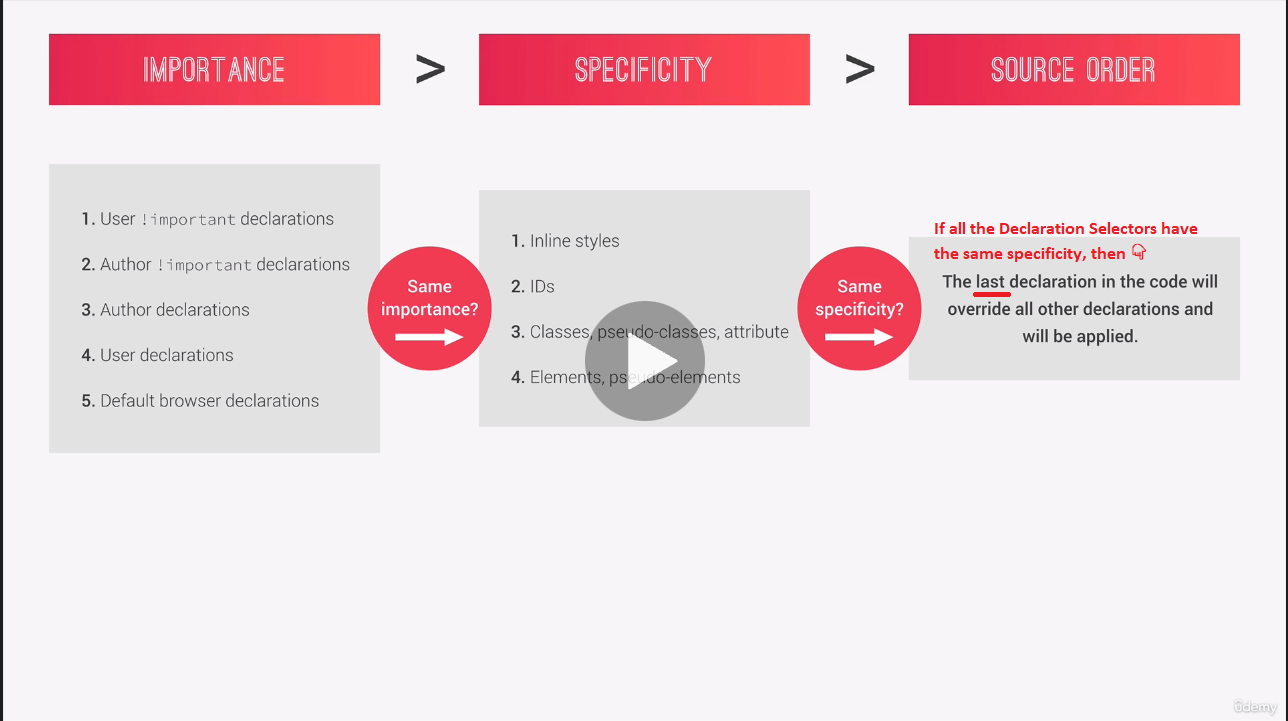 IMPORTANCE > SPECIFICITY > SOURCE ORDER
1. User !important declarations
2. Author !important declarations
3. Author declarations
4. User declarations
5. Default browser declarations
Same
importance?
1. Inline styles
2. IDs
3. Classes, pseudo-classes, attribute
4. Elements, pseudo-elements
Same
specificity?
If all the Declaration Selectors have
the same specificity, then 👇
The last declaration in the code will
override all other declarations and
will be applied.
ûdemy